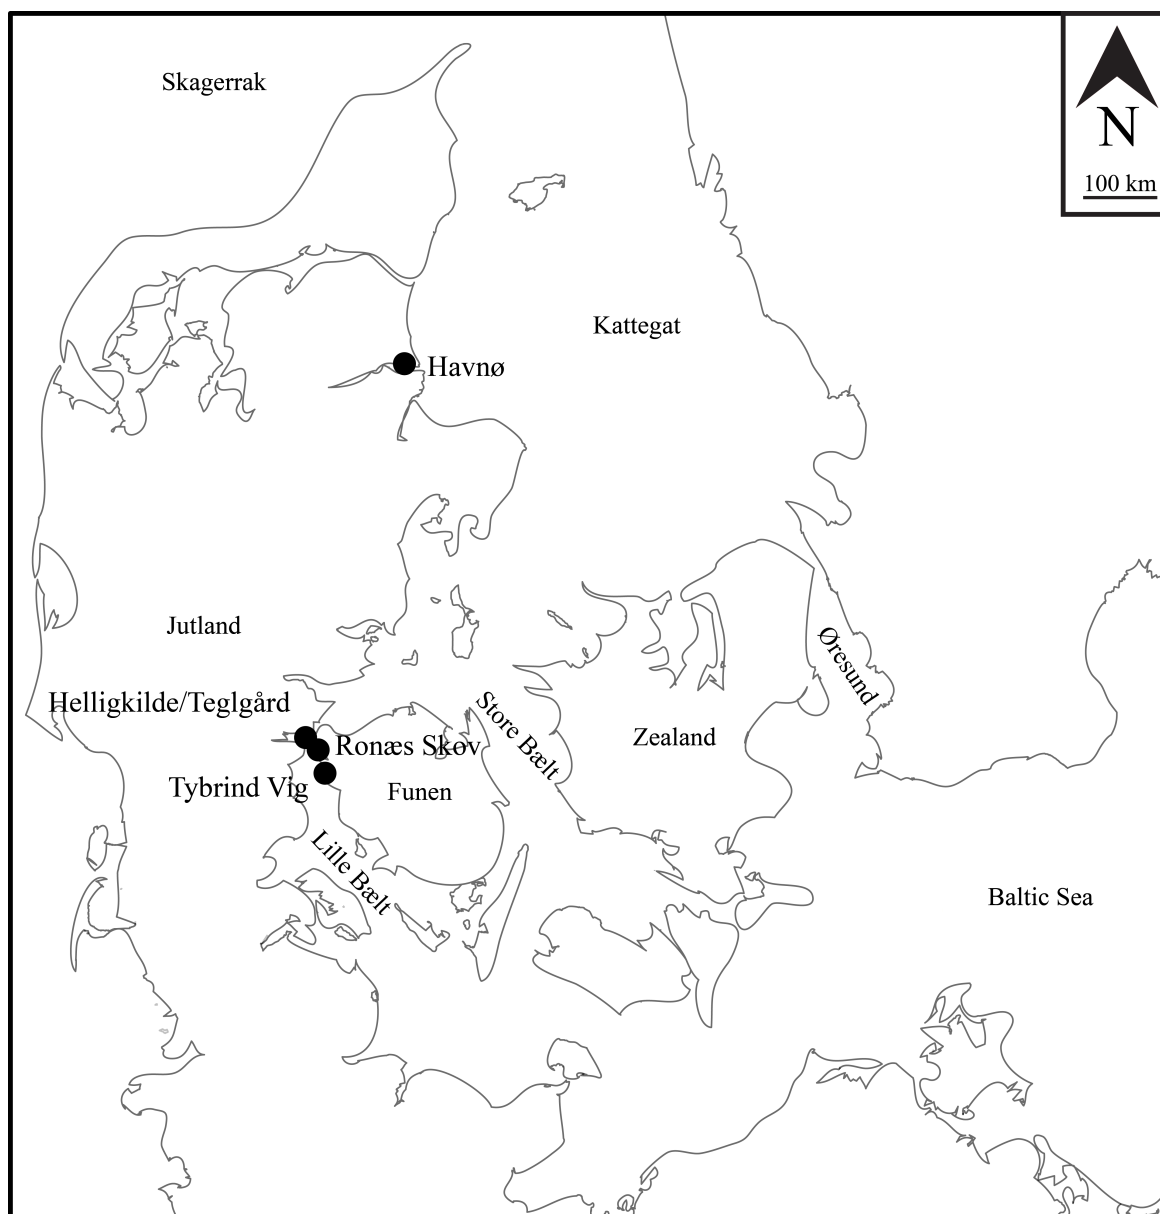 Skagerrak
N
100 km
Kattegat
Havnø
Jutland
Øresund
Helligkilde/Teglgård
Store Bælt
Zealand
Ronæs Skov
Tybrind Vig
Funen
Lille Bælt
Baltic Sea